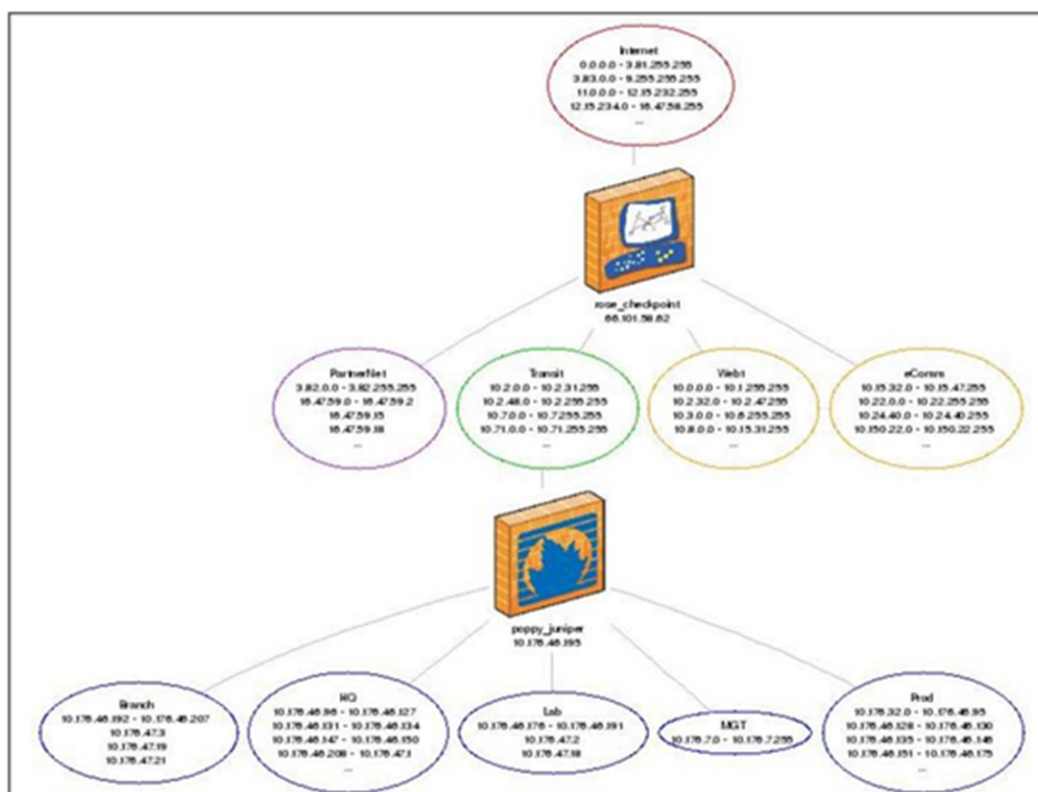 Internet
0.0.0.0 - 3.81.255.255
3.83.0.0 - 9.255.255.255
11.0.0.0 - 12.15.232.255
12.15.234.0 - 16.47.58.255
...
rose_checkpoint
66.101.58.62
PartnerNet
3.82.0.0 - 3.82.255.255
16.47.59.0 - 16.47.59.2
16.47.59.15
16.47.59.18
...
Transit
10.2.0.0 - 10.2.31.255
10.2.48.0 - 10.2.255.255
10.7.0.0 - 10.7.255.255
10.71.0.0 - 10.71.255.255
...
Web1
10.0.0.0 - 10.1.255.255
10.2.32.0 - 10.2.47.255
10.3.0.0 - 10.6.255.255
10.8.0.0 - 10.15.31.255
...
eComm
10.15.32.0 - 10.15.47.255
10.22.0.0 - 10.22.255.255
10.24.40.0 - 10.24.40.255
10.150.22.0 - 10.150.22.255
...
poppy_juniper
10.176.46.195
Branch
10.176.46.192 - 10.176.46.207
10.176.47.3
10.176.47.19
10.176.47.21
HQ
10.176.46.96 - 10.176.46.127
10.176.46.131 - 10.176.46.134
10.176.46.147 - 10.176.46.150
10.176.46.208 - 10.176.47.1
...
Lab
10.176.46.176 - 10.176.46.191
10.176.47.2
10.176.47.18
MGT
10.176.7.0 - 10.176.7.255
Prod
10.176.32.0 - 10.176.46.95
10.176.46.128 - 10.176.46.130
10.176.46.135 - 10.176.46.146
10.176.46.151 - 10.176.46.175
...